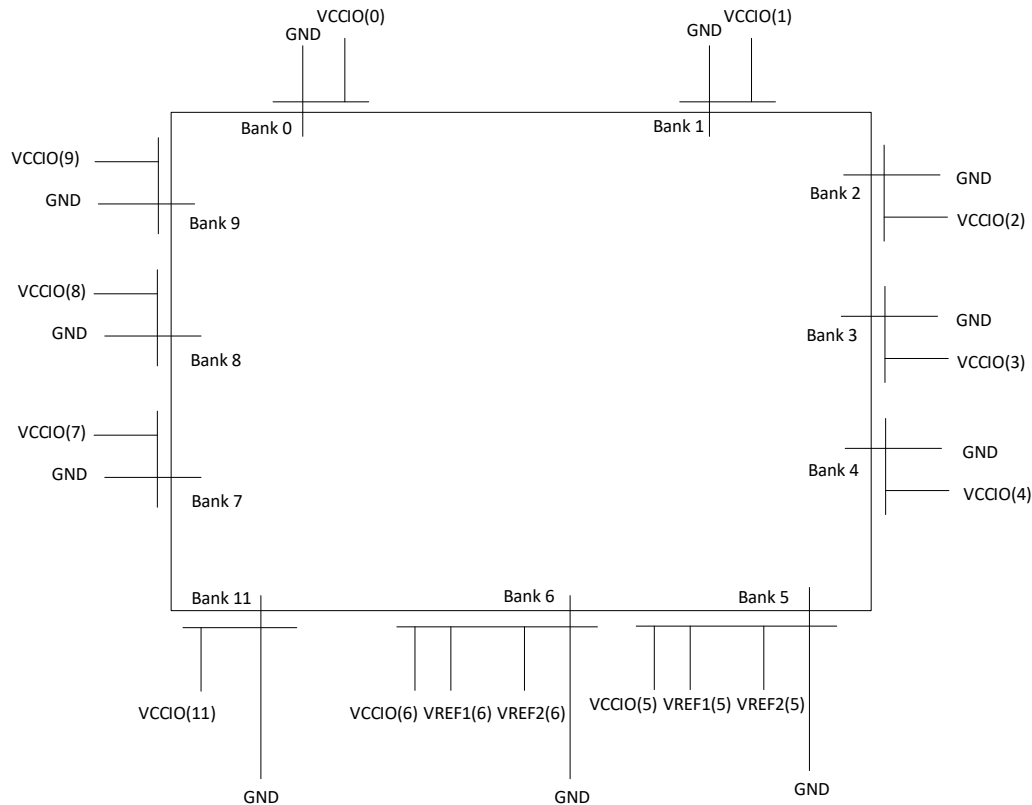 VCCIO(0)
GND
VCCIO(1)
GND
Bank 0
Bank 1
VCCIO(9)
GND
Bank 9
Bank 2
GND
VCCIO(2)
VCCIO(8)
GND
Bank 8
Bank 3
GND
VCCIO(3)
VCCIO(7)
GND
Bank 7
Bank 4
GND
VCCIO(4)
Bank 11
Bank 6
Bank 5
VCCIO(11)
VCCIO(6) VREF1(6) VREF2(6)
VCCIO(5) VREF1(5) VREF2(5)
GND
GND
GND